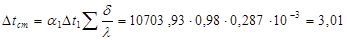 Δt_cm = α₁Δt₁ ∑ δ/λ = 10703,93 · 0,98 · 0,287 · 10⁻³ = 3,01